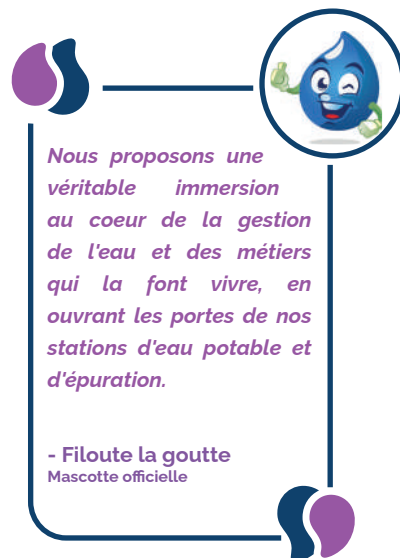 Nous proposons une
véritable immersion
au coeur de la gestion
de l'eau et des métiers
qui la font vivre, en
ouvrant les portes de nos
stations d'eau potable et
d'épuration.
- Filoute la goutte
Mascotte officielle